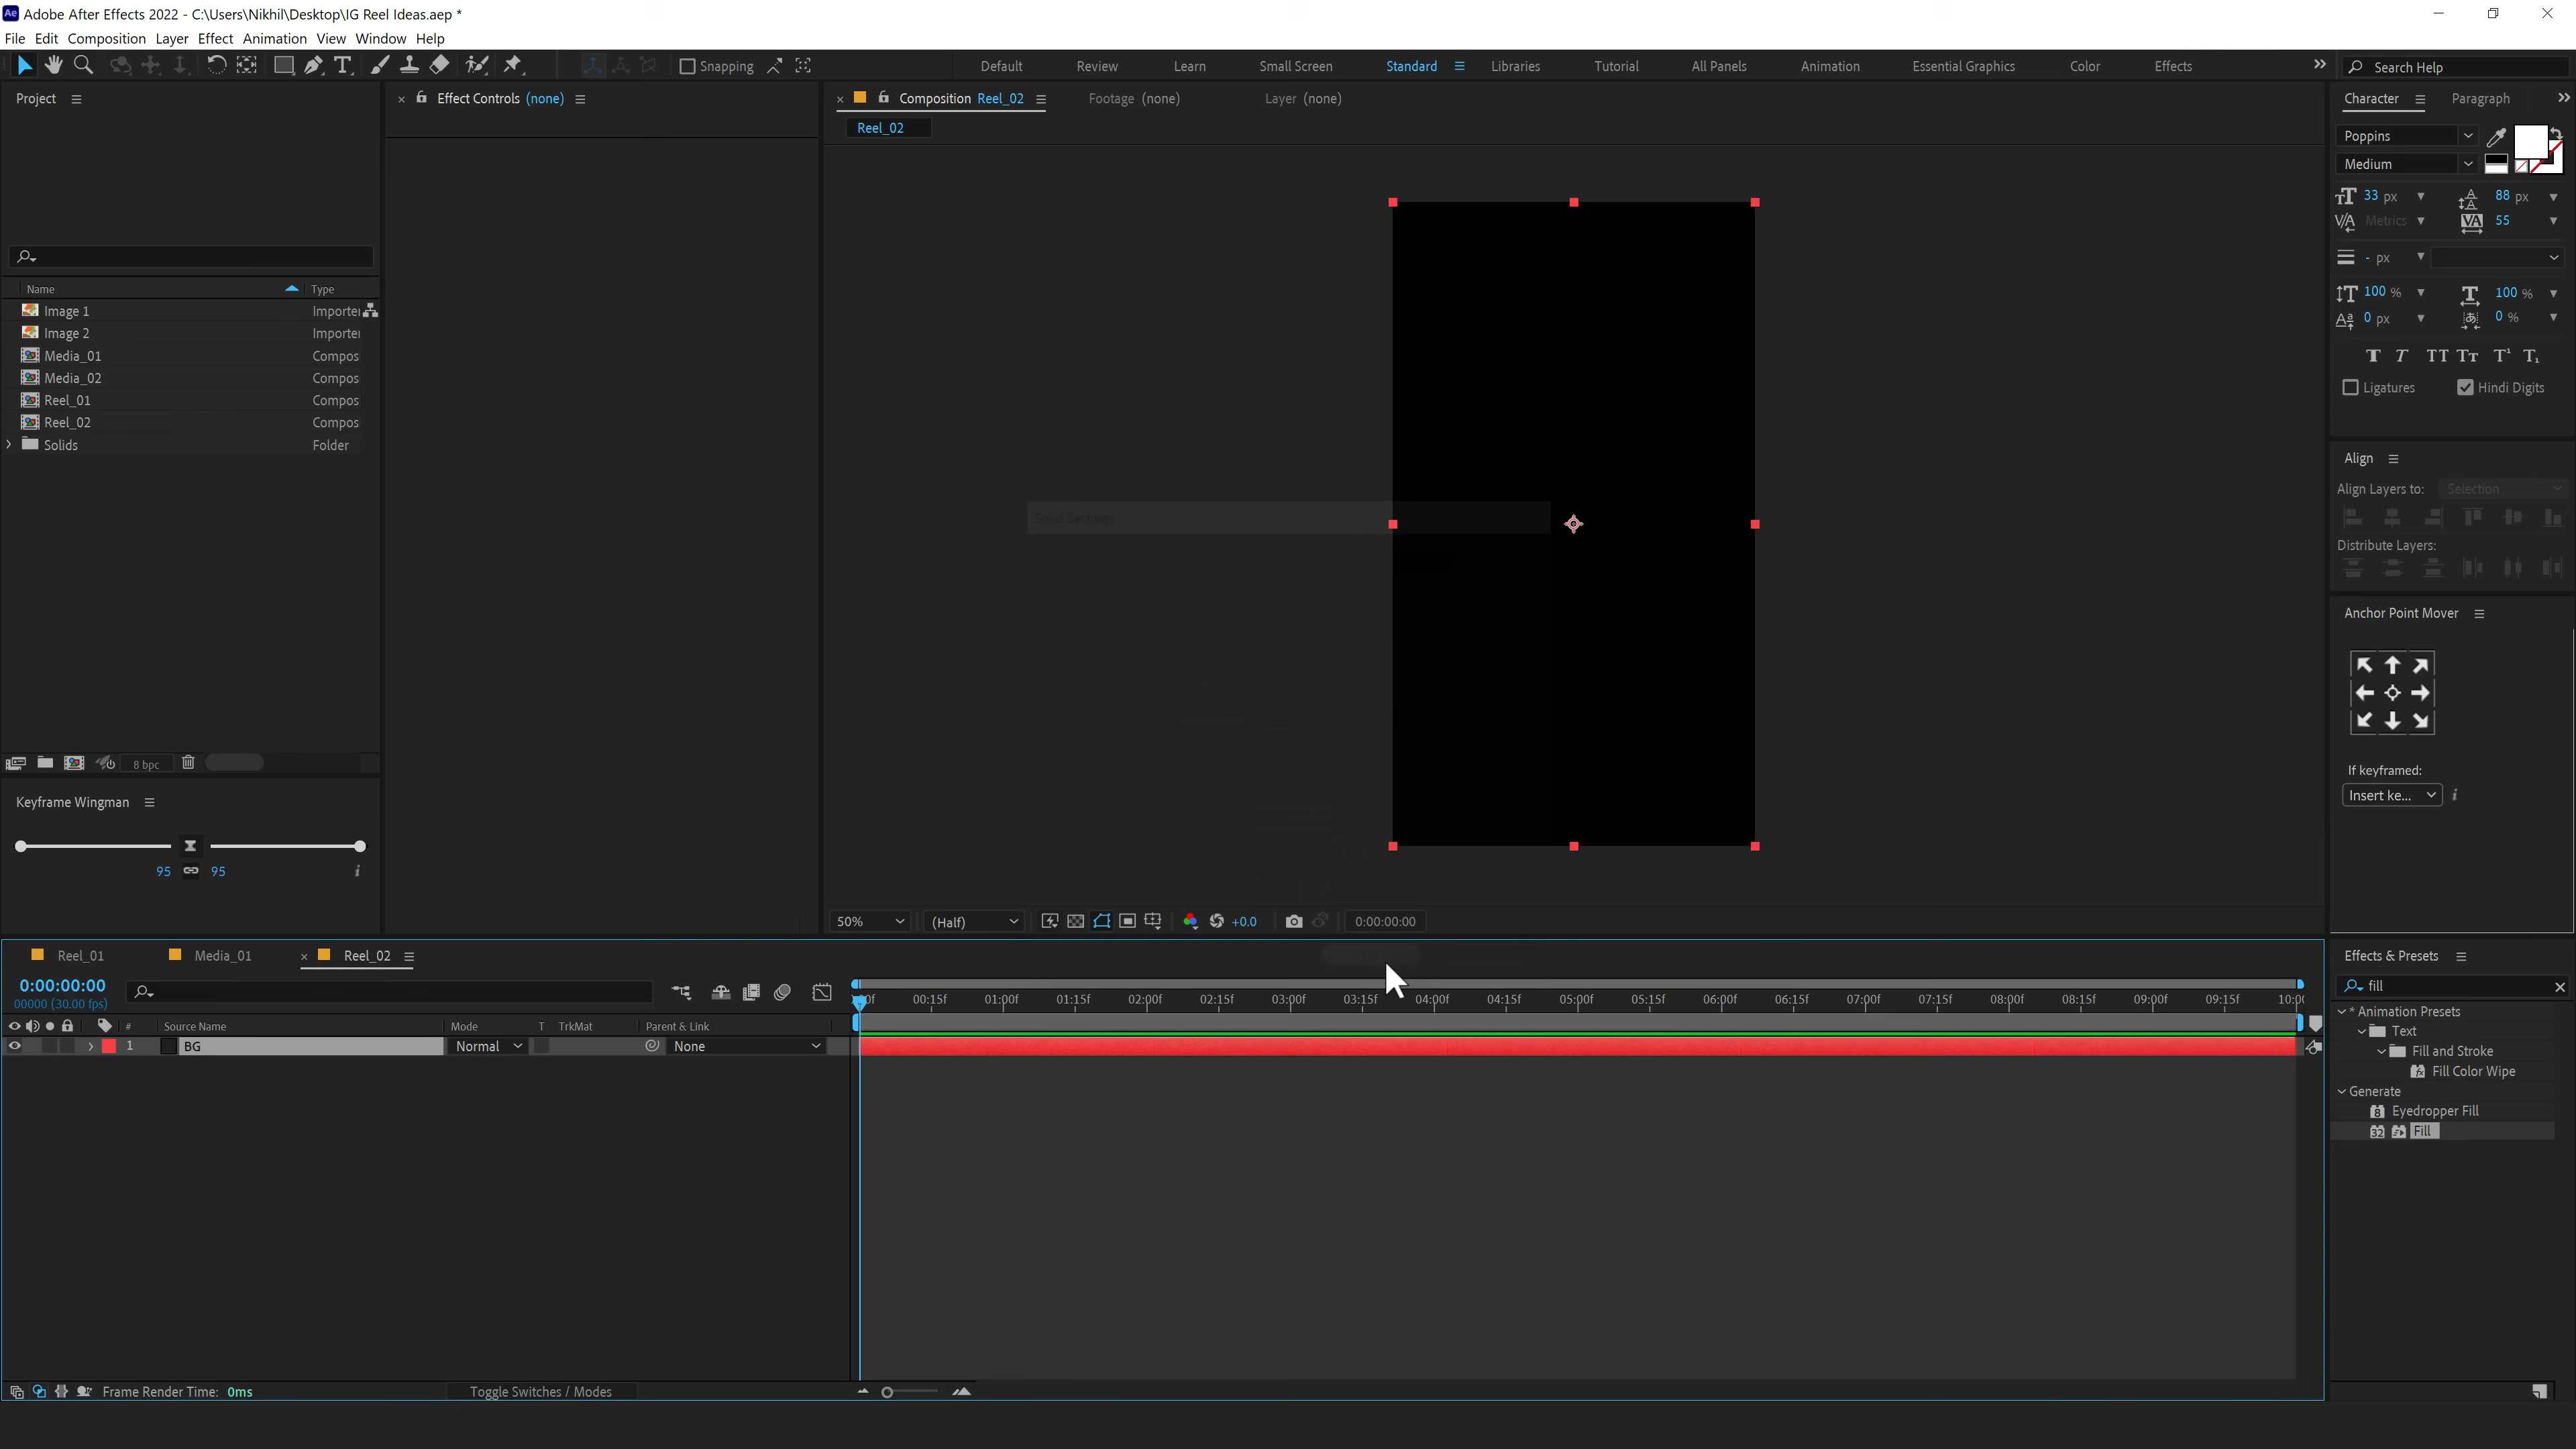 Adobe After Effects 2022 - C:\Users\Nikhil\Desktop\IG Reel Ideas.aep *
File Edit Composition Layer Effect Animation View Window Help
Snapping
Default Review Learn Small Screen Standard Libraries Tutorial All Panels Animation Essential Graphics Color Effects
Search Help
Project
Effect Controls (none)
Composition Reel_02
Footage (none)
Layer (none)
Reel_02
Name Type
Image 1 Importe
Image 2 Importe
Media_01 Compos
Media_02 Compos
Reel_01 Compos
Reel_02 Compos
Solids Folder
8 bpc
Keyframe Wingman
95 95
Solid Settings
50% (Half) +0.0 0:00:00:00
Character Paragraph
Poppins
Medium
33 px 88 px
Metrics 55
- px
100 % 100 %
0 px 0 %
Ligatures Hindi Digits
Align
Align Layers to: Selection
Distribute Layers:
Anchor Point Mover
If keyframed:
Insert ke...
Reel_01 Media_01 Reel_02
0:00:00:00
00000 (30.00 fps)
00:15f 01:00f 01:15f 02:00f 02:15f 03:00f 03:15f 04:00f 04:15f 05:00f 05:15f 06:00f 06:15f 07:00f 07:15f 08:00f 08:15f 09:00f 09:15f 10:0
# Source Name Mode T TrkMat Parent & Link
1 BG Normal None
Frame Render Time: 0ms
Toggle Switches / Modes
Effects & Presets
fill
* Animation Presets
Text
Fill and Stroke
Fill Color Wipe
Generate
Eyedropper Fill
Fill